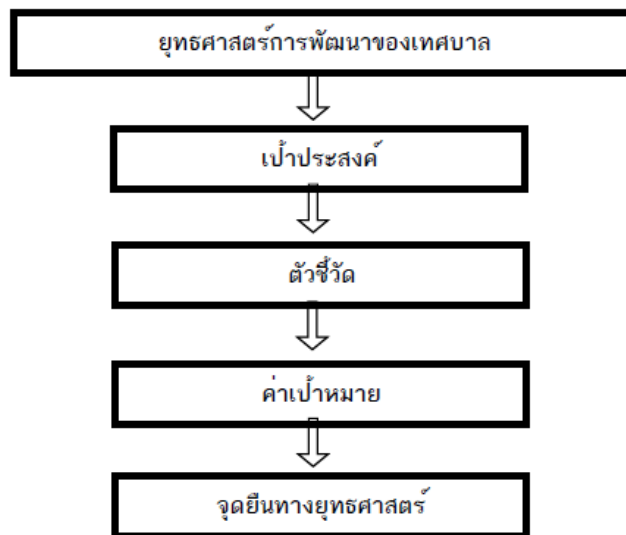 ยุทธศาสตร์การพัฒนาของเทศบาล
เป้าประสงค์
ตัวชี้วัด
ค่าเป้าหมาย
จุดยืนทางยุทธศาสตร์